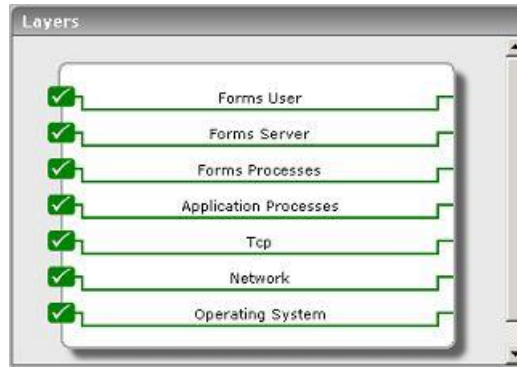 Layers
Forms User
Forms Server
Forms Processes
Application Processes
Tcp
Network
Operating System